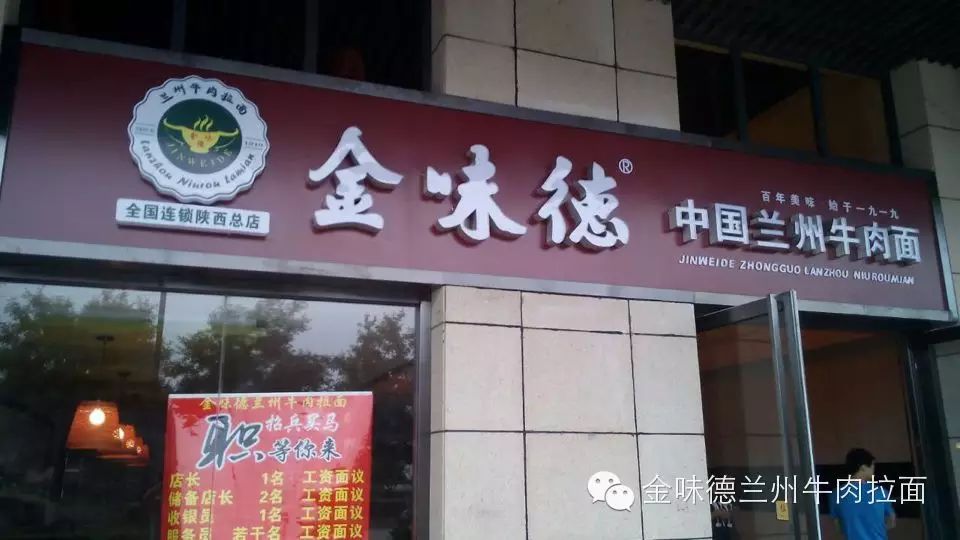 兰州牛肉拉面
JINWEIDE
Lanzhou Niurou Lamian
全国连锁陕西总店
金味德®
百年美味 始于一九一九
中国兰州牛肉面
JINWEIDE ZHONGGUO LANZHOU NIUROUMIAN
金味德兰州牛肉拉面
招兵买马
职等你来
店长 1名 工资面议
储备店长 2名 工资面议
收银员 1名 工资面议
服务员 若干名 工资面议
金味德兰州牛肉拉面